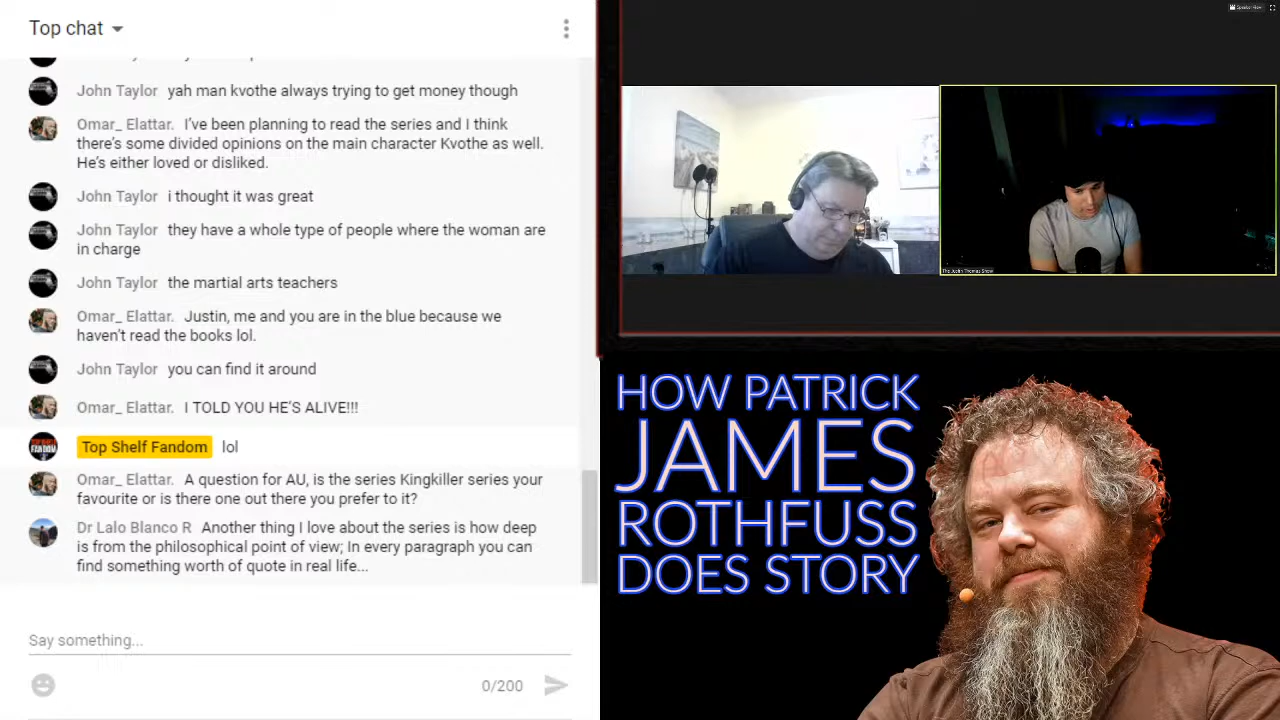 Top chat
John Taylor yah man kvothe always trying to get money though
Omar_ Elattar. I've been planning to read the series and I think
there's some divided opinions on the main character Kvothe as well.
He's either loved or disliked.
John Taylor i thought it was great
John Taylor they have a whole type of people where the woman are
in charge
John Taylor the martial arts teachers
Omar_ Elattar. Justin, me and you are in the blue because we
haven't read the books lol.
John Taylor you can find it around
Omar_ Elattar. I TOLD YOU HE'S ALIVE!!!
Top Shelf Fandom lol
Omar_ Elattar. A question for AU, is the series Kingkiller series your
favourite or is there one out there you prefer to it?
Dr Lalo Blanco R Another thing I love about the series is how deep
is from the philosophical point of view; In every paragraph you can
find something worth of quote in real life...
Say something...
0/200
Speaker View
The Justin Thomas Show
HOW PATRICK
JAMES
ROTHFUSS
DOES STORY